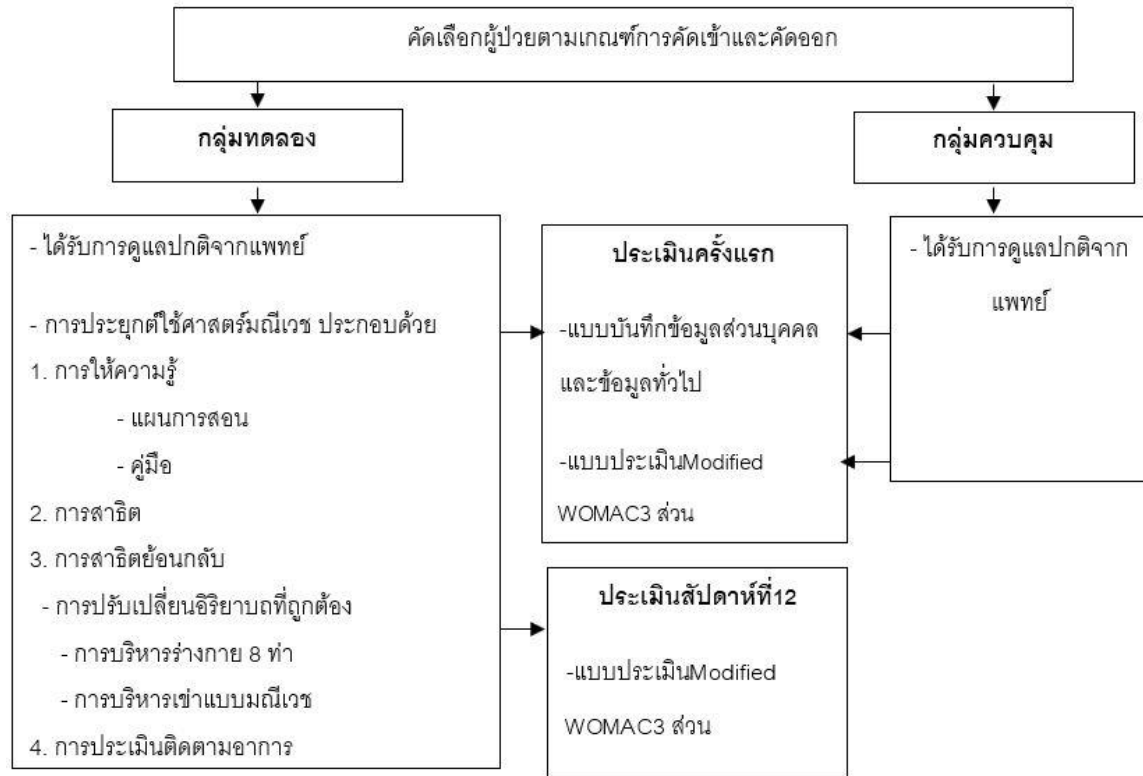 คัดเลือกผู้ป่วยตามเกณฑ์การคัดเข้าและคัดออก
กลุ่มทดลอง
กลุ่มควบคุม
- ได้รับการดูแลปกติจากแพทย์
- การประยุกต์ใช้ศาสตร์มณีเวช ประกอบด้วย
1. การให้ความรู้
- แผนการสอน
- คู่มือ
2. การสาธิต
3. การสาธิตย้อนกลับ
- การปรับเปลี่ยนอิริยาบถที่ถูกต้อง
- การบริหารร่างกาย 8 ท่า
- การบริหารเข่าแบบมณีเวช
4. การประเมินติดตามอาการ
ประเมินครั้งแรก
-แบบบันทึกข้อมูลส่วนบุคคล
และข้อมูลทั่วไป
-แบบประเมินModified
WOMAC3 ส่วน
ประเมินสัปดาห์ที่12
-แบบประเมินModified
WOMAC3 ส่วน
- ได้รับการดูแลปกติจาก
แพทย์